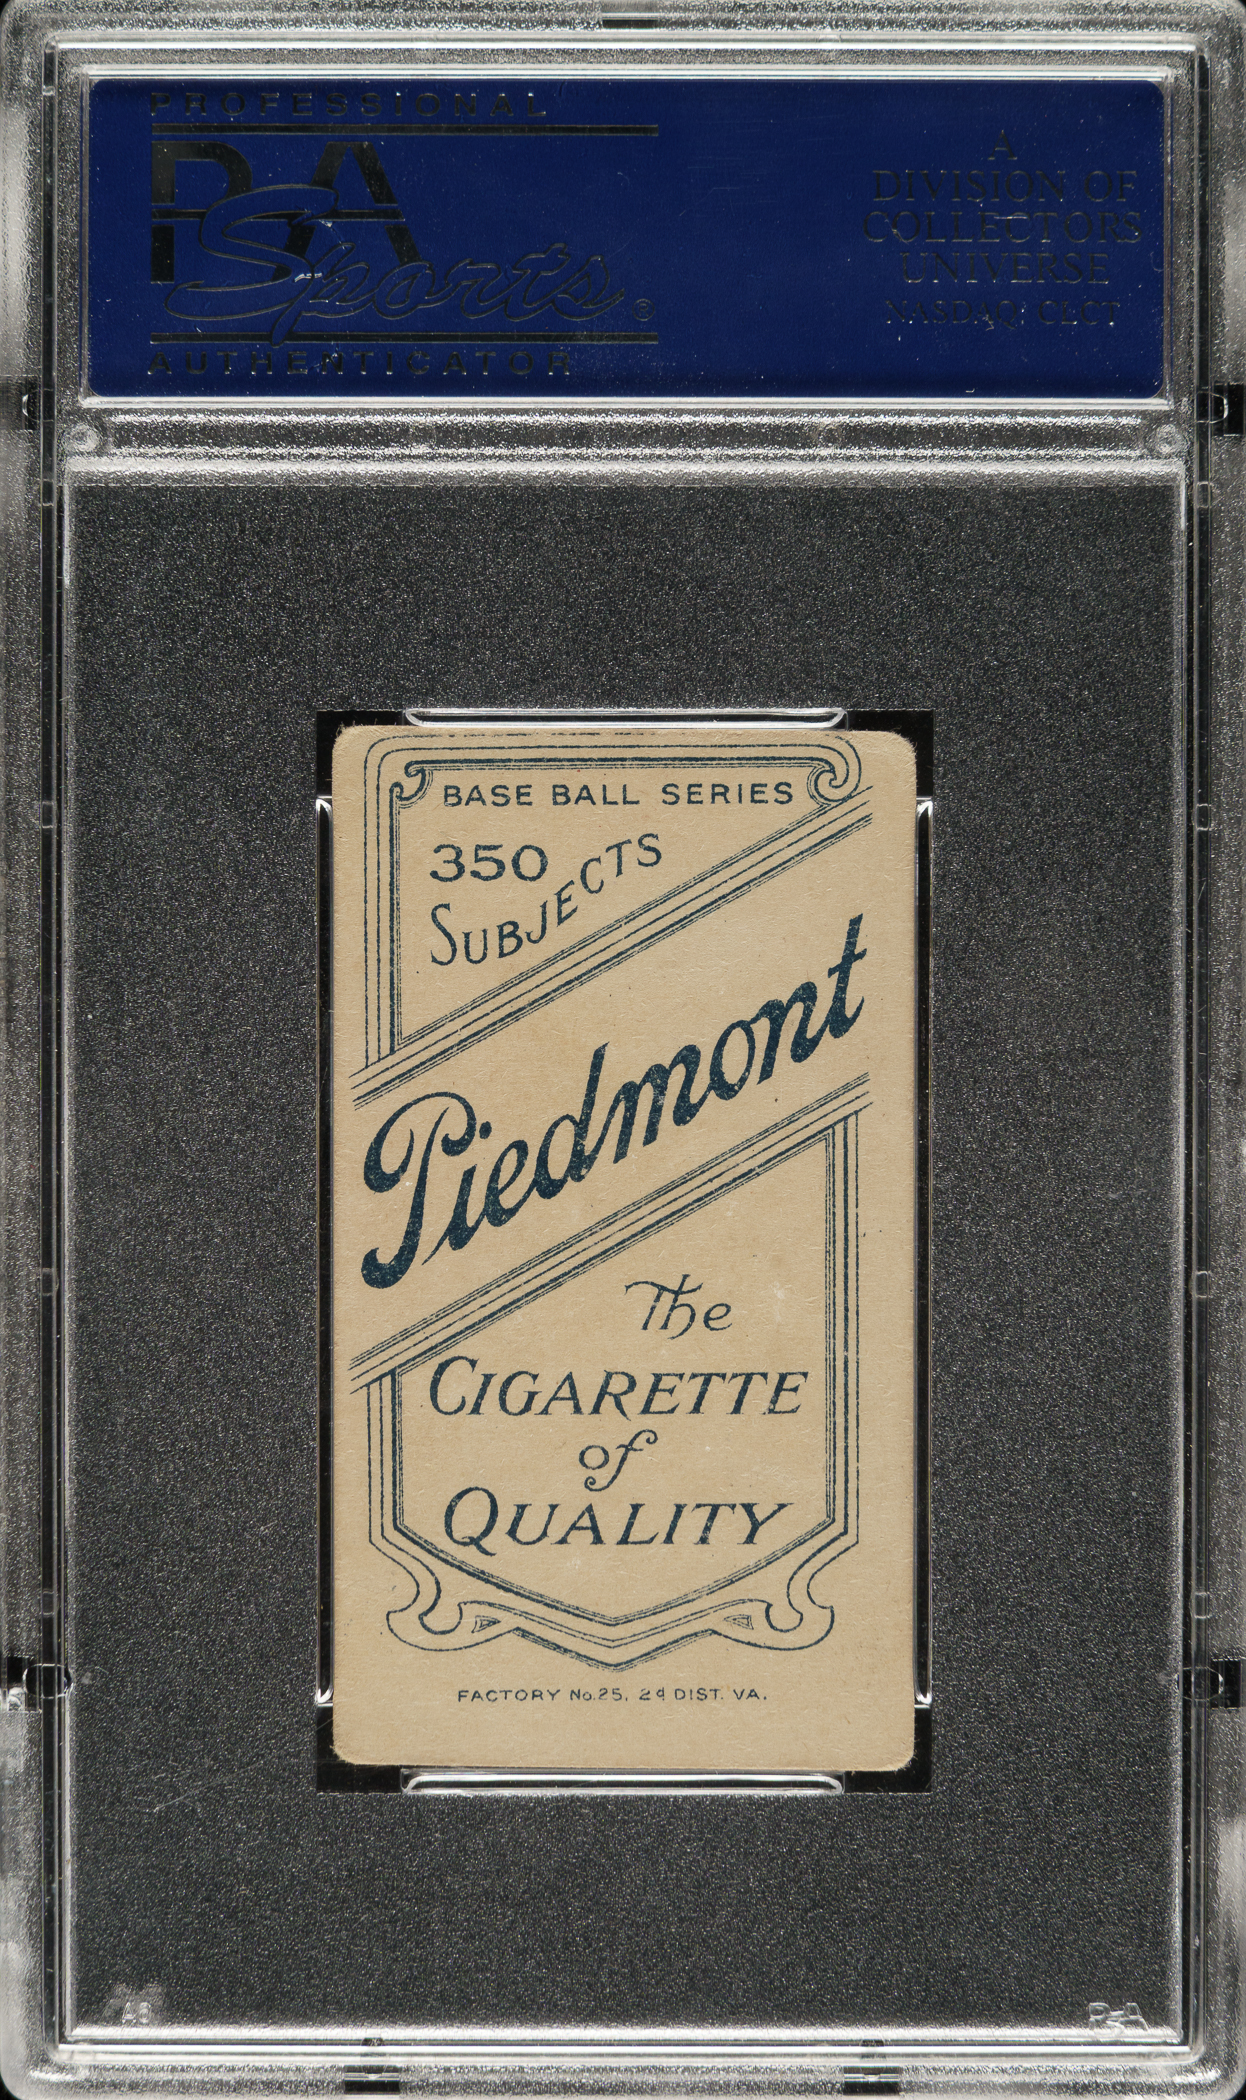 PROFESSIONAL
PSA
Sports®
AUTHENTICATOR
A
DIVISION OF
COLLECTORS
UNIVERSE
NASDAQ: CLCT
BASE BALL SERIES
350
SUBJECTS
Piedmont
The
CIGARETTE
of
QUALITY
FACTORY No.25, 2d DIST. VA.
PSA